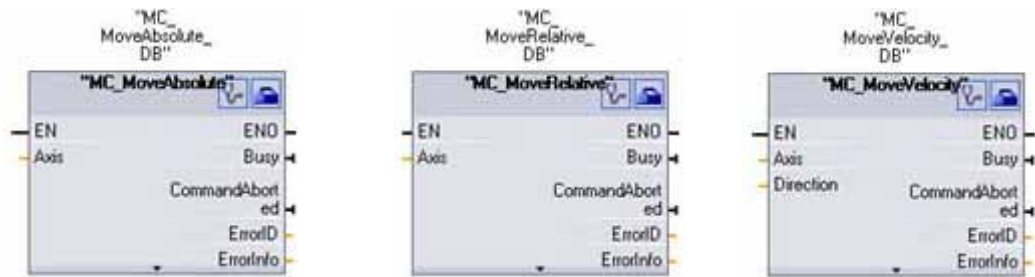 "MC_
MoveAbsolute_
DB"
"MC_MoveAbsolute"
EN
ENO
Axis
Busy
CommandAbort
ed
ErrorID
ErrorInfo
"MC_
MoveRelative_
DB"
"MC_MoveRelative"
EN
ENO
Axis
Busy
CommandAbort
ed
ErrorID
ErrorInfo
"MC_
MoveVelocity_
DB"
"MC_MoveVelocity"
EN
ENO
Axis
Busy
Direction
CommandAbort
ed
ErrorID
ErrorInfo